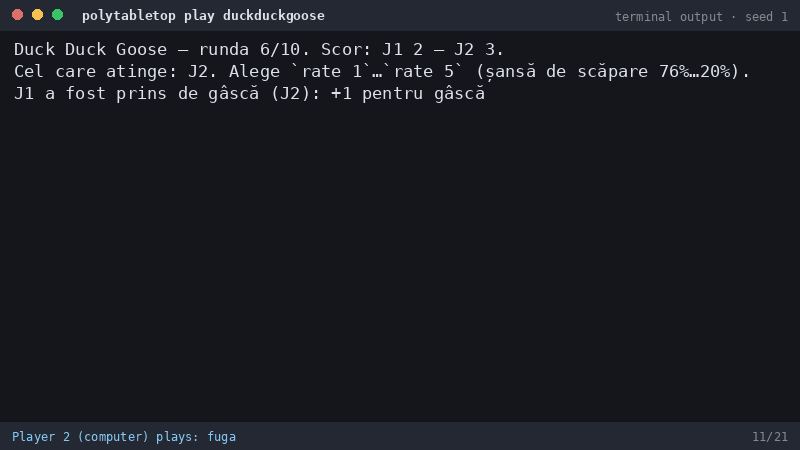 polytabletop play duckduckgoose
terminal output · seed 1
Duck Duck Goose — runda 6/10. Scor: J1 2 — J2 3.
Cel care atinge: J2. Alege `rate 1`…`rate 5` (șansă de scăpare 76%…20%).
J1 a fost prins de gâscă (J2): +1 pentru gâscă
Player 2 (computer) plays: fuga
11/21